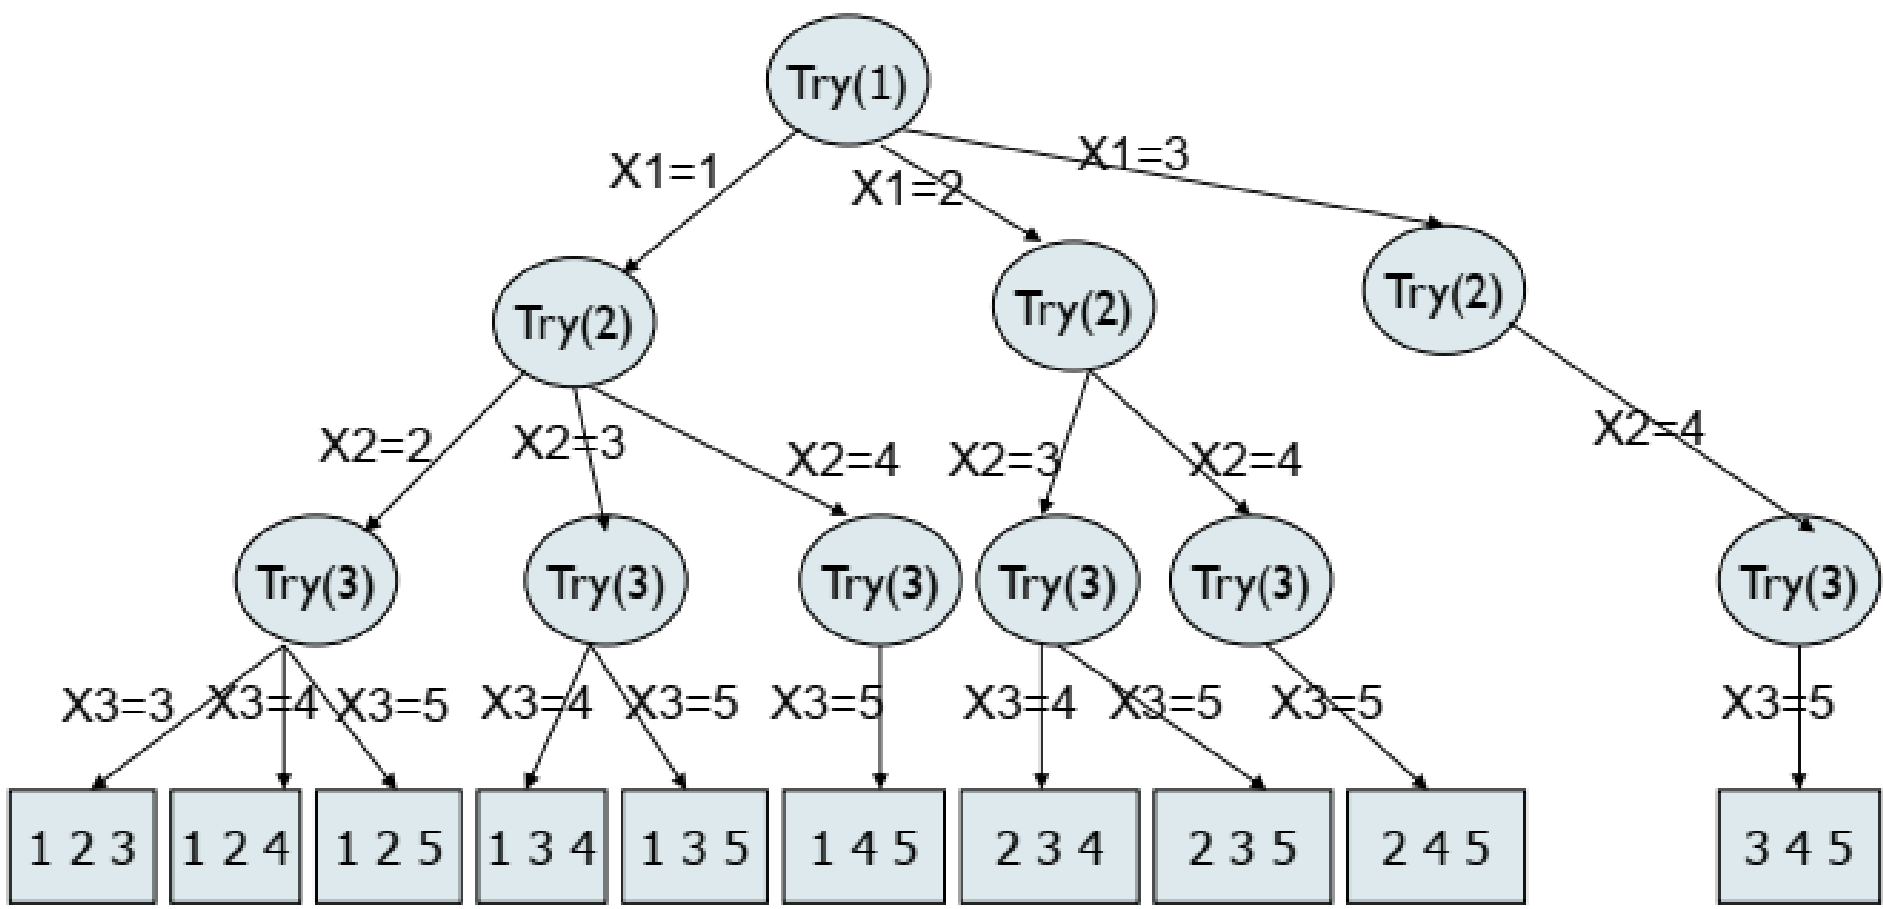 Try(1)
X1=1
X1=2
X1=3
Try(2)
Try(2)
Try(2)
X2=2
X2=3
X2=4
X2=3
X2=4
X2=4
Try(3)
Try(3)
Try(3)
Try(3)
Try(3)
Try(3)
X3=3
X3=4
X3=5
X3=4
X3=5
X3=5
X3=4
X3=5
X3=5
X3=5
1 2 3
1 2 4
1 2 5
1 3 4
1 3 5
1 4 5
2 3 4
2 3 5
2 4 5
3 4 5